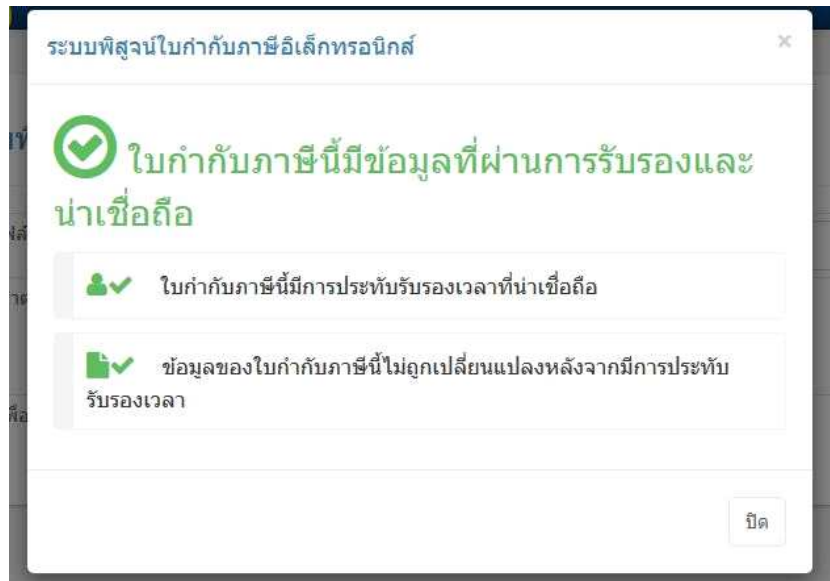 ระบบพิสูจน์ใบกำกับภาษีอิเล็กทรอนิกส์
×
ใบกำกับภาษีนี้มีข้อมูลที่ผ่านการรับรองและ
น่าเชื่อถือ
ใบกำกับภาษีนี้มีการประทับรับรองเวลาที่น่าเชื่อถือ
ข้อมูลของใบกำกับภาษีนี้ไม่ถูกเปลี่ยนแปลงหลังจากมีการประทับ
รับรองเวลา
ปิด